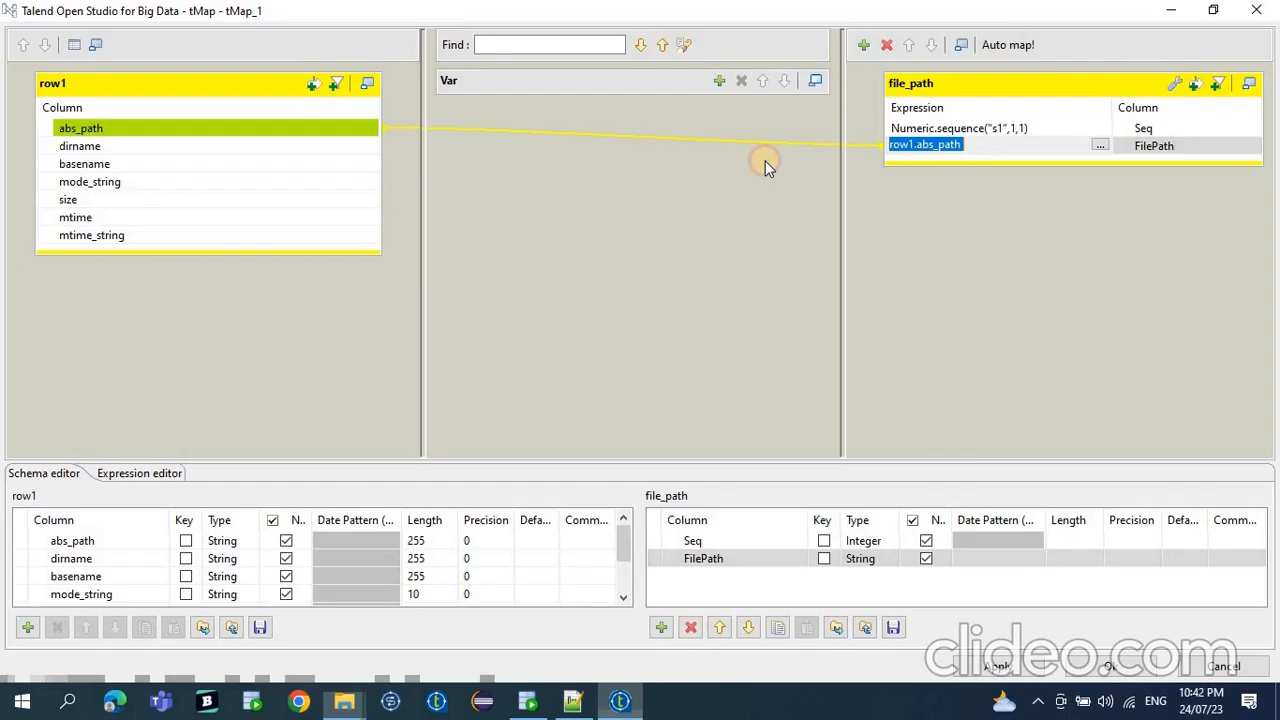 Talend Open Studio for Big Data - tMap - tMap_1
Find :
Auto map!
row1
Var
file_path
Column
Expression
Column
abs_path
Numeric.sequence("s1",1,1)
Seq
dirname
row1.abs_path
...
FilePath
basename
mode_string
size
mtime
mtime_string
Schema editor
Expression editor
row1
file_path
Column Key Type N.. Date Pattern (... Length Precision Defa... Comm...
Column Key Type N.. Date Pattern (... Length Precision Defa... Comm...
abs_path String 255 0
Seq Integer
dirname String 255 0
FilePath String
basename String 255 0
mode_string String 10 0
clideo.com
Apply
Ok
Cancel
ENG
10:42 PM
24/07/23